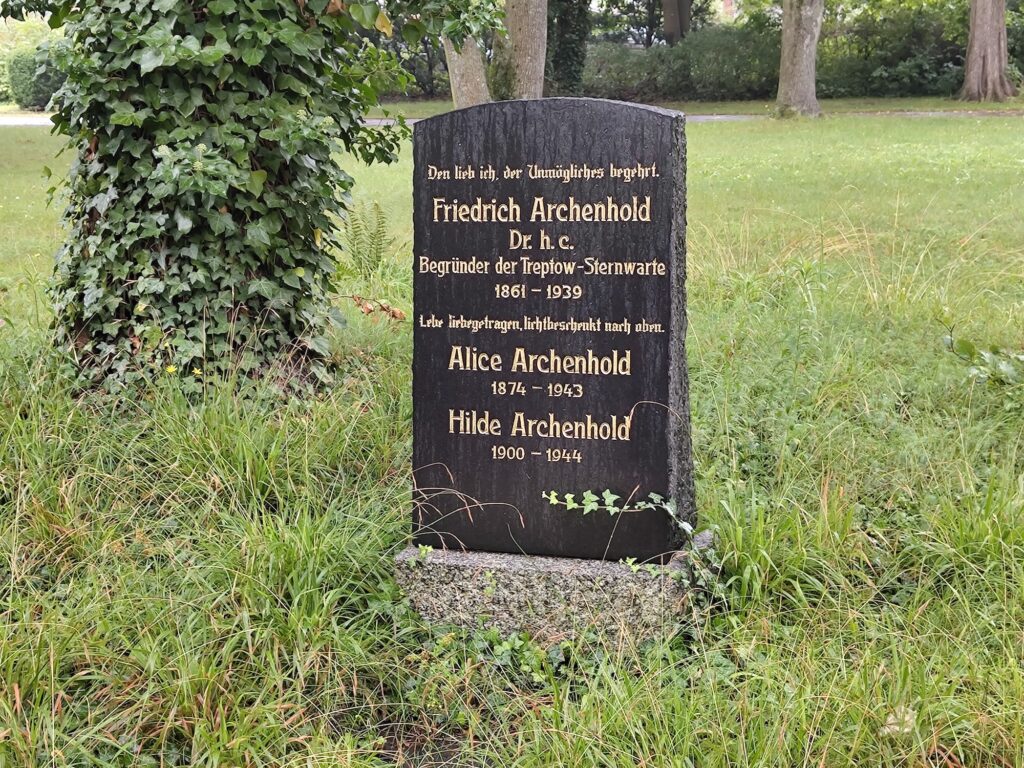 Den lieb ich, der Unmögliches begehrt.
Friedrich Archenhold
Dr. h. c.
Begründer der Treptow-Sternwarte
1861 – 1939
Lebe liebegetragen, lichtbeschenkt nach oben.
Alice Archenhold
1874 – 1943
Hilde Archenhold
1900 – 1944